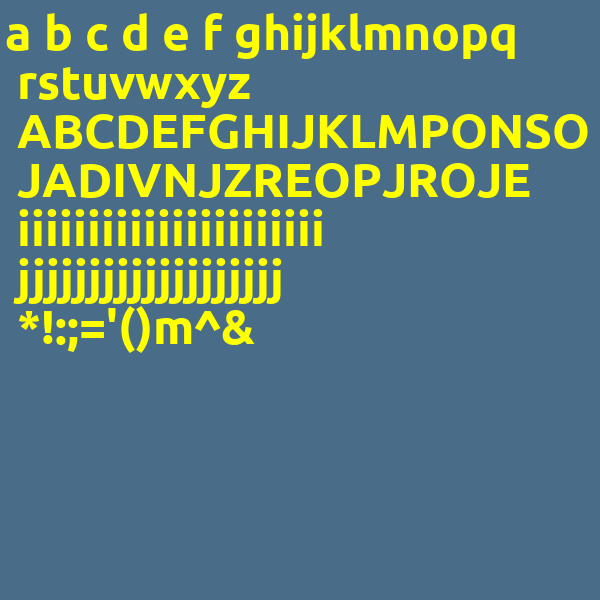 a b c d e f ghijklmnopq
rstuvwxyz
ABCDEFGHIJKLMPONSO
JADIVNJZREOPJROJE
iiiiiiiiiiiiiiiiiiiiii
jjjjjjjjjjjjjjjjjjj
*!:;='()m^&